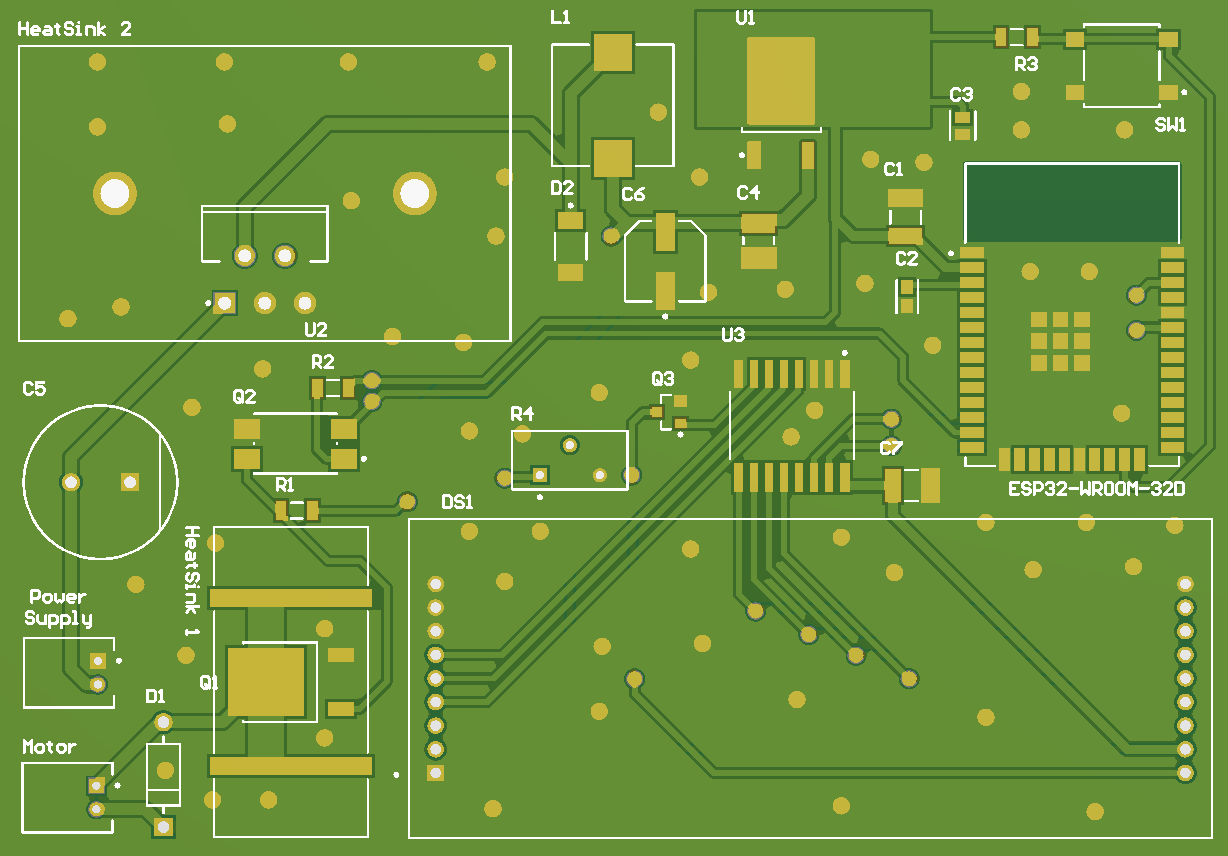 HeatSink 2
L1
U1
R3
C3
SW1
C1
D2
C6
C4
C2
U2
U3
R2
Q3
C5
Q2
R4
C7
R1
DS1
ESP32-WROOM-32D
HeatSink 1
Power
Supply
Q1
D1
Motor